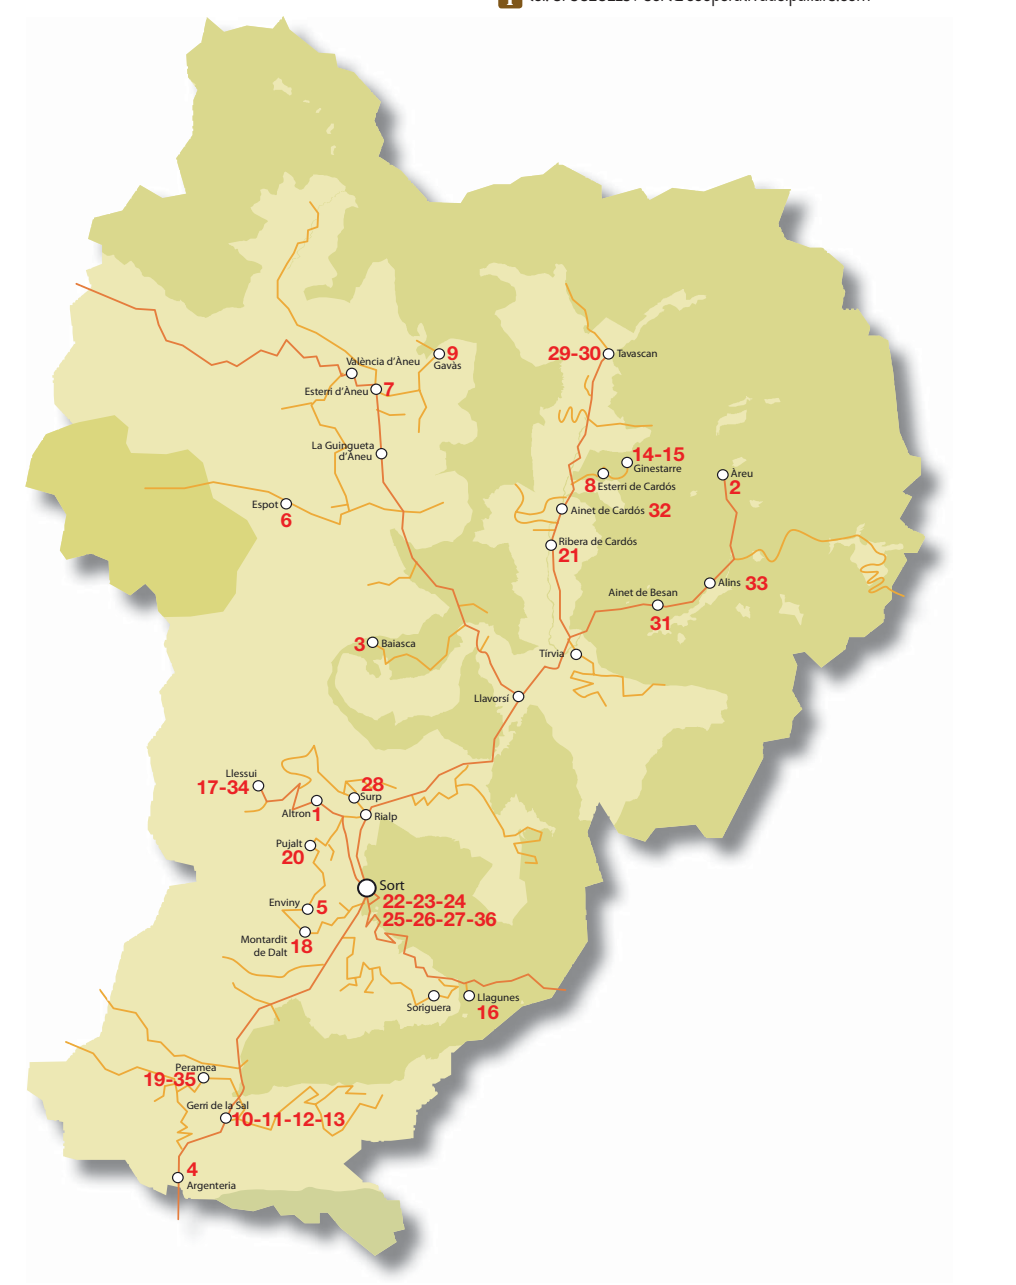 9
Gavàs
València d'Àneu
Esterri d'Àneu
7
29-30
Tavascan
La Guingueta
d'Àneu
14-15
Ginestarre
8
Esterri de Cardós
Àreu
2
Espot
6
Ainet de Cardós
32
Ribera de Cardós
21
Alins
33
Ainet de Besan
31
3
Baiasca
Tírvia
Llavorsí
Llessui
17-34
28
Surp
Altron
1
Rialp
Pujalt
20
Sort
22-23-24
25-26-27-36
Enviny
5
Montardit
de Dalt
18
Soriguera
Llagunes
16
Peramea
19-35
Gerri de la Sal
10-11-12-13
4
Argenteria